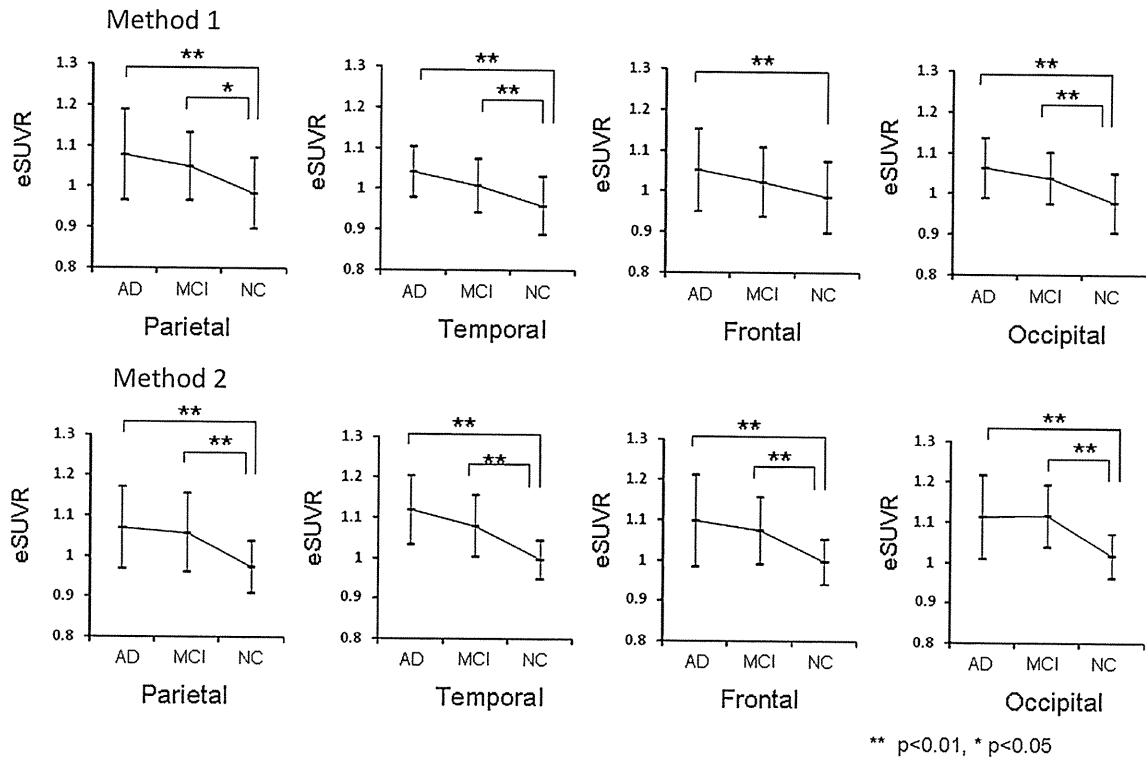 Method 1
** ** ** **
* ** **
1.3 1.3 1.3 1.3
1.2 1.2 1.2 1.2
1.1 1.1 1.1 1.1
1 1 1 1
0.9 0.9 0.9 0.9
0.8 0.8 0.8 0.8
eSUVR eSUVR eSUVR eSUVR
AD MCI NC AD MCI NC AD MCI NC AD MCI NC
Parietal Temporal Frontal Occipital
Method 2
** ** ** **
** ** ** **
1.3 1.3 1.3 1.3
1.2 1.2 1.2 1.2
1.1 1.1 1.1 1.1
1 1 1 1
0.9 0.9 0.9 0.9
0.8 0.8 0.8 0.8
eSUVR eSUVR eSUVR eSUVR
AD MCI NC AD MCI NC AD MCI NC AD MCI NC
Parietal Temporal Frontal Occipital
** p<0.01, * p<0.05